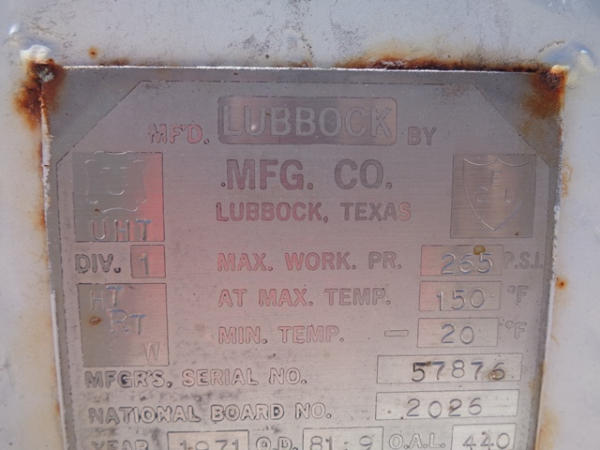 MF'D. LUBBOCK BY
MFG. CO.
UHT LUBBOCK, TEXAS
DIV. 1 MAX. WORK. PR. 265 P.S.I.
HT AT MAX. TEMP. 150 °F
RT MIN. TEMP. - 20 °F
W
MFGR'S. SERIAL NO. 57876
NATIONAL BOARD NO. 2026
YEAR 1971 O.D. 81.9 O.A.L. 440